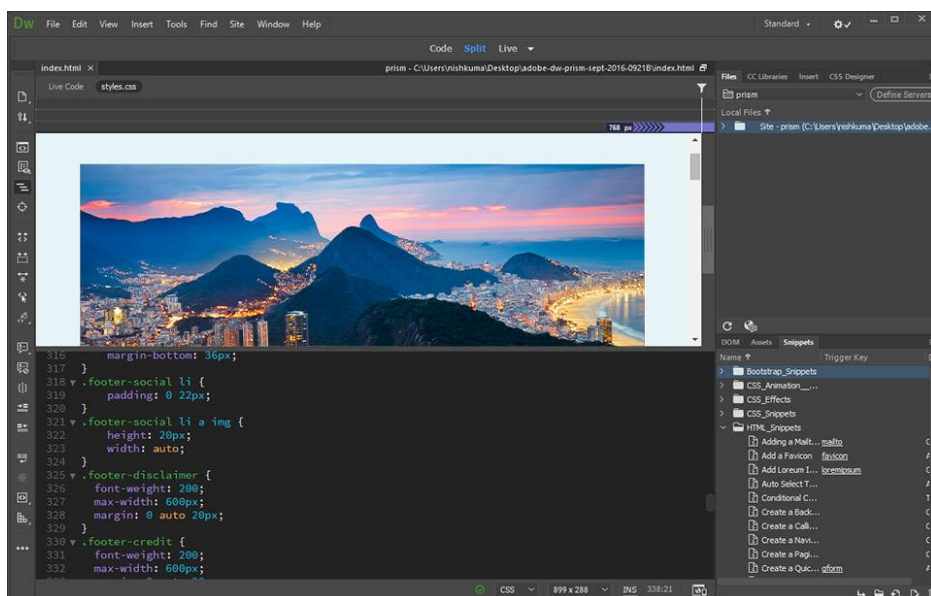 Dw File Edit View Insert Tools Find Site Window Help Standard
Code Split Live
index.html × prism - C:\Users\nishkuma\Desktop\adobe-dw-prism-sept-2016-0921B\index.html
Live Code styles.css
768 px
Files CC Libraries Insert CSS Designer
prism Define Servers
Local Files
Site - prism (C:\Users\nishkuma\Desktop\adobe..
DOM Assets Snippets
Name Trigger Key
Bootstrap_Snippets
CSS_Animation__...
CSS_Effects
CSS_Snippets
HTML_Snippets
Adding a Mailt... mailto
Add a Favicon favicon
Add Loreum I... loremipsum
Auto Select T...
Conditional C...
Create a Back...
Create a Calli...
Create a Navi...
Create a Pagi...
Create a Quic... qform
316 margin-bottom: 36px;
317 }
318 .footer-social li {
319 padding: 0 22px;
320 }
321 .footer-social li a img {
322 height: 20px;
323 width: auto;
324 }
325 .footer-disclaimer {
326 font-weight: 200;
327 max-width: 600px;
328 margin: 0 auto 20px;
329 }
330 .footer-credit {
331 font-weight: 200;
332 max-width: 600px;
CSS 899 x 288 INS 338:21